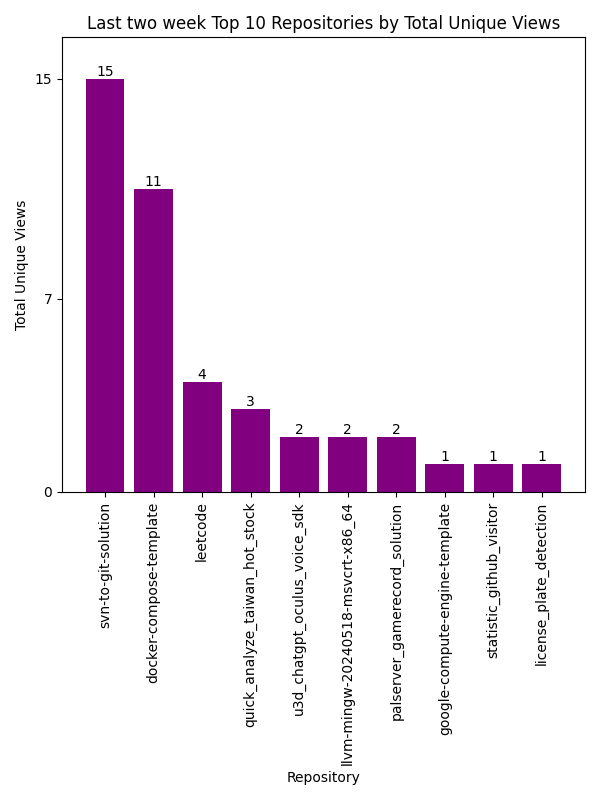 Last two week Top 10 Repositories by Total Unique Views
Total Unique Views
15
7
0
15
11
4
3
2
2
2
1
1
1
svn-to-git-solution
docker-compose-template
leetcode
quick_analyze_taiwan_hot_stock
u3d_chatgpt_oculus_voice_sdk
llvm-mingw-20240518-msvcrt-x86_64
palserver_gamerecord_solution
google-compute-engine-template
statistic_github_visitor
license_plate_detection
Repository